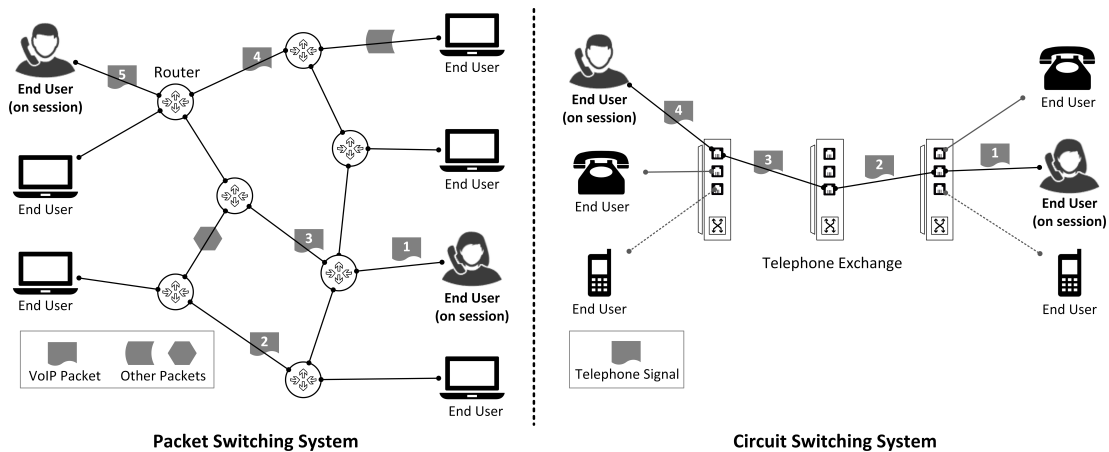 4
End User
5
Router
End User
(on session)
End User
End User
3
1
End User
End User
(on session)
2
VoIP Packet
Other Packets
End User
Packet Switching System
End User
(on session)
4
End User
3
2
1
End User
End User
(on session)
Telephone Exchange
End User
End User
Telephone Signal
Circuit Switching System